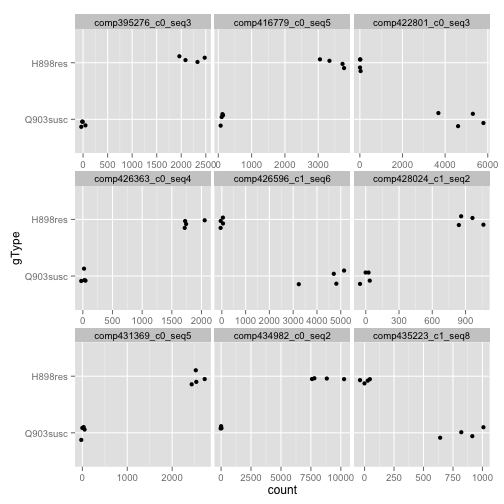 comp395276_c0_seq3 comp416779_c0_seq5 comp422801_c0_seq3
H898res
Q903susc
0 500 1000 1500 2000 2500 0 1000 2000 3000 0 2000 4000 6000
comp426363_c0_seq4 comp426596_c1_seq6 comp428024_c1_seq2
H898res
Q903susc
0 500 1000 1500 2000 0 1000 2000 3000 4000 5000 0 300 600 900
comp431369_c0_seq5 comp434982_c0_seq2 comp435223_c1_seq8
H898res
Q903susc
0 1000 2000 0 2500 5000 7500 10000 0 250 500 750 1000
gType
count